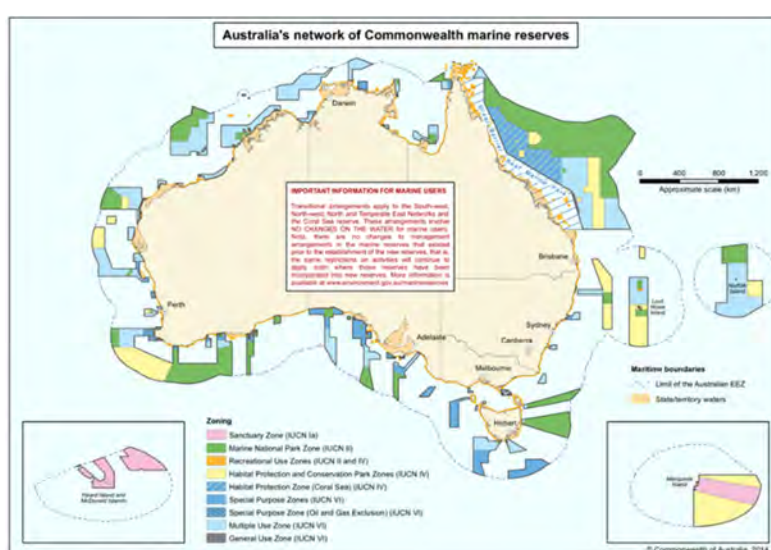 Australia's network of Commonwealth marine reserves
Darwin
Great Barrier Reef Marine Park
0 400 800 1,200
Approximate scale (km)
IMPORTANT INFORMATION FOR MARINE USERS
Transitional arrangements apply to the South-west,
North-west, North and Temperate East Networks and
the Coral Sea reserve. These arrangements involve
NO CHANGES ON THE WATER for marine users.
Note, there are no changes to management
arrangements in the marine reserves that existed
prior to the establishment of the new reserves, that is,
the same restrictions on activities will continue to
apply, even where those reserves have been
incorporated into new reserves. More information is
available at www.environment.gov.au/marinereserves
Brisbane
Norfolk
Island
Lord
Howe
Island
Perth
Sydney
Adelaide
Canberra
Melbourne
Hobart
Maritime boundaries
Limit of the Australian EEZ
State/territory waters
Zoning
Sanctuary Zone (IUCN Ia)
Marine National Park Zone (IUCN II)
Recreational Use Zones (IUCN II and IV)
Habitat Protection and Conservation Park Zones (IUCN IV)
Habitat Protection Zone (Coral Sea) (IUCN IV)
Special Purpose Zones (IUCN VI)
Special Purpose Zone (Oil and Gas Exclusion) (IUCN VI)
Multiple Use Zone (IUCN VI)
General Use Zone (IUCN VI)
Heard Island and
McDonald Islands
Macquarie
Island
© Commonwealth of Australia, 2014